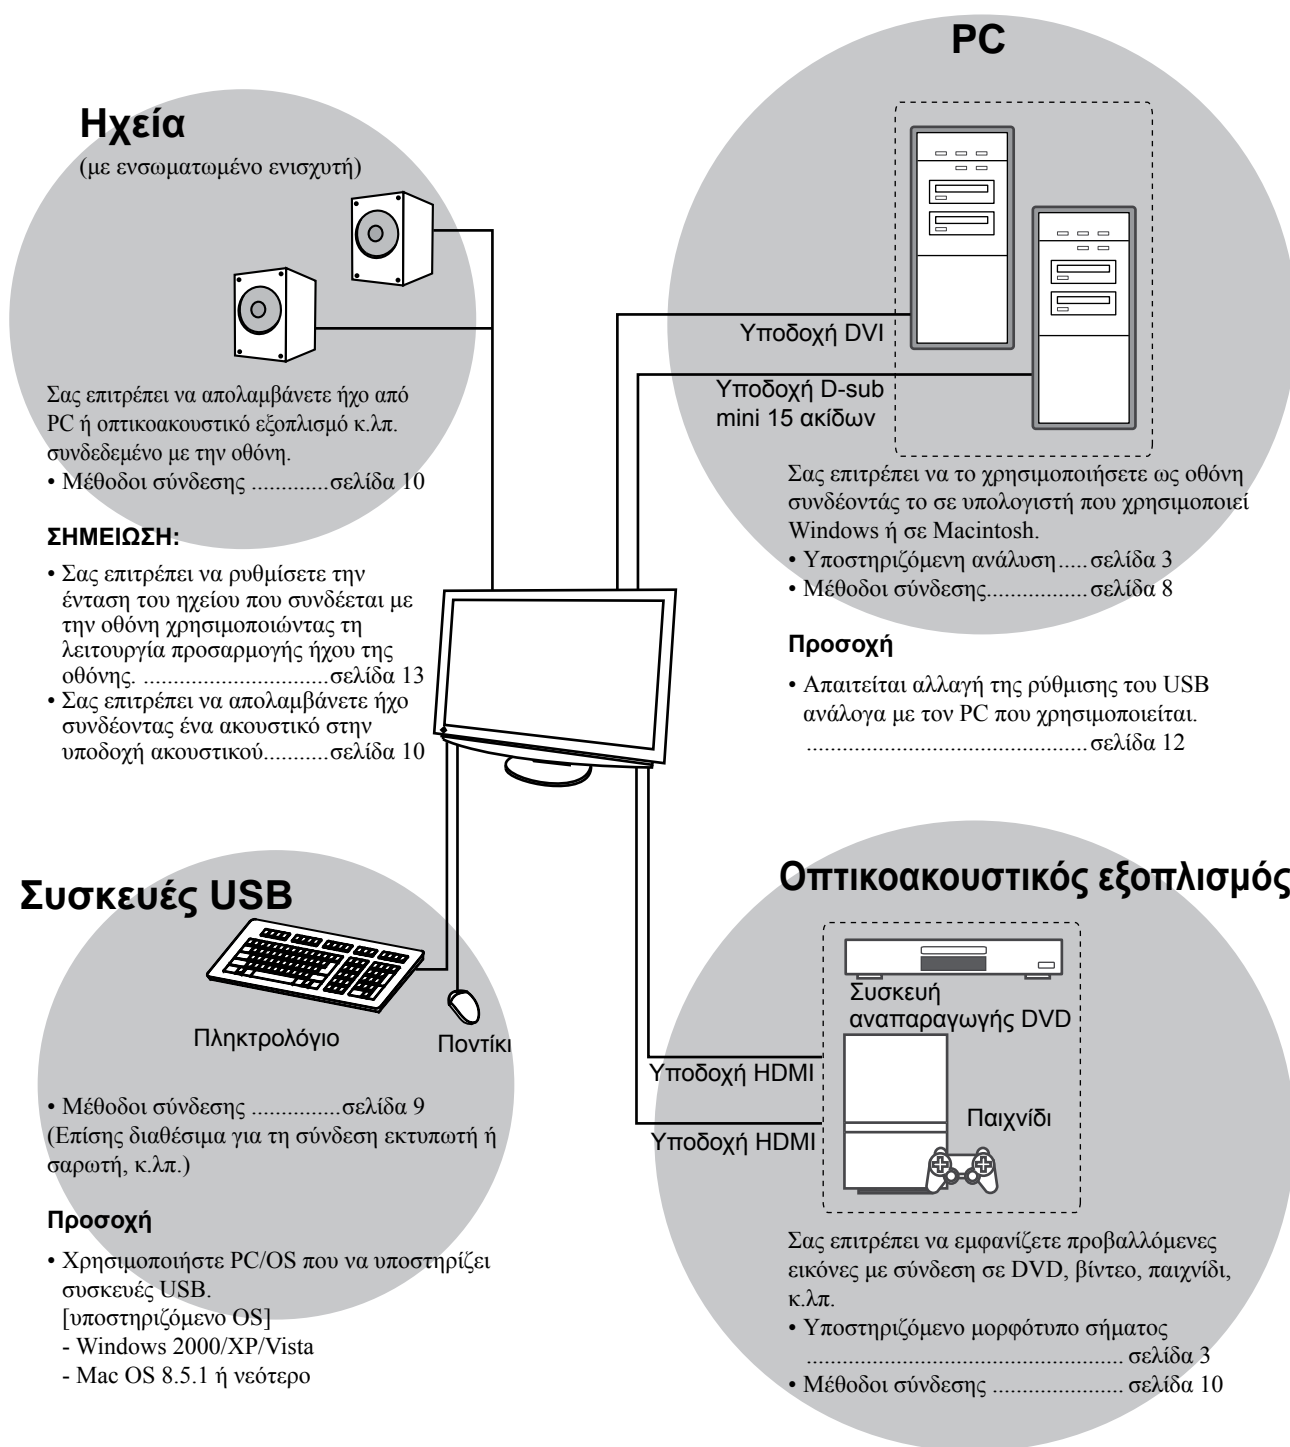 Ηχεία
(με ενσωματωμένο ενισχυτή)
Σας επιτρέπει να απολαμβάνετε ήχο από
PC ή οπτικοακουστικό εξοπλισμό κ.λπ.
συνδεδεμένο με την οθόνη.
• Μέθοδοι σύνδεσης .............σελίδα 10
ΣΗΜΕΙΩΣΗ:
• Σας επιτρέπει να ρυθμίσετε την
ένταση του ηχείου που συνδέεται με
την οθόνη χρησιμοποιώντας τη
λειτουργία προσαρμογής ήχου της
οθόνης. ...............................σελίδα 13
• Σας επιτρέπει να απολαμβάνετε ήχο
συνδέοντας ένα ακουστικό στην
υποδοχή ακουστικού...........σελίδα 10
PC
Υποδοχή DVI
Υποδοχή D-sub
mini 15 ακίδων
Σας επιτρέπει να το χρησιμοποιήσετε ως οθόνη
συνδέοντάς το σε υπολογιστή που χρησιμοποιεί
Windows ή σε Macintosh.
• Υποστηριζόμενη ανάλυση.....σελίδα 3
• Μέθοδοι σύνδεσης.................σελίδα 8
Προσοχή
• Απαιτείται αλλαγή της ρύθμισης του USB
ανάλογα με τον PC που χρησιμοποιείται.
...............................................σελίδα 12
Συσκευές USB
Πληκτρολόγιο
Ποντίκι
• Μέθοδοι σύνδεσης ...............σελίδα 9
(Επίσης διαθέσιμα για τη σύνδεση εκτυπωτή ή
σαρωτή, κ.λπ.)
Προσοχή
• Χρησιμοποιήστε PC/OS που να υποστηρίζει
συσκευές USB.
[υποστηριζόμενο OS]
- Windows 2000/XP/Vista
- Mac OS 8.5.1 ή νεότερο
Οπτικοακουστικός εξοπλισμός
Συσκευή
αναπαραγωγής DVD
Υποδοχή HDMI
Παιχνίδι
Υποδοχή HDMI
Σας επιτρέπει να εμφανίζετε προβαλλόμενες
εικόνες με σύνδεση σε DVD, βίντεο, παιχνίδι,
κ.λπ.
• Υποστηριζόμενο μορφότυπο σήματος
..................................................... σελίδα 3
• Μέθοδοι σύνδεσης ...................... σελίδα 10